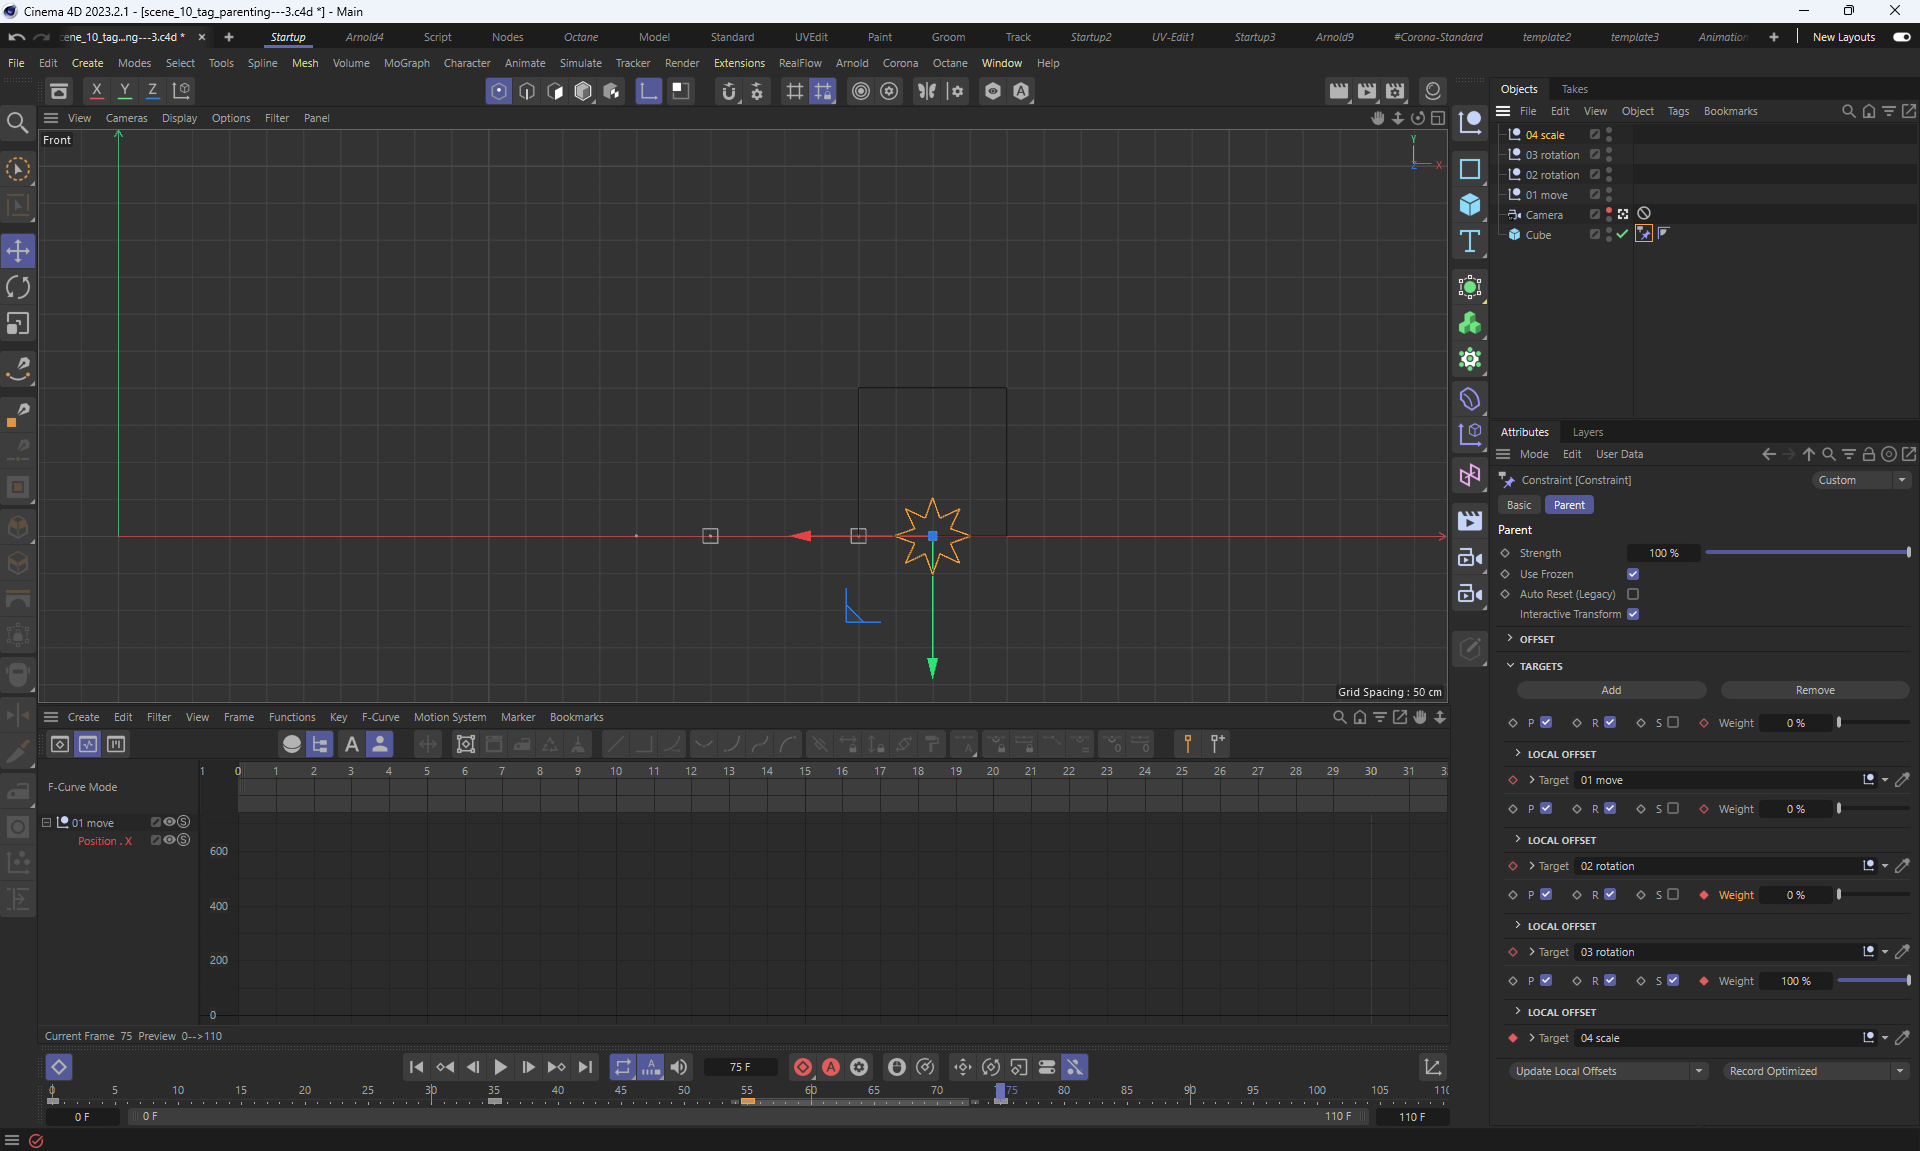 Cinema 4D 2023.2.1 - [scene_10_tag_parenting---3.c4d *] - Main
ene_10_tag...ng---3.c4d * Startup Arnold4 Script Nodes Octane Model Standard UVEdit Paint Groom Track Startup2 UV-Edit1 Startup3 Arnold9 #Corona-Standard template2 template3 Animation New Layouts
File Edit Create Modes Select Tools Spline Mesh Volume MoGraph Character Animate Simulate Tracker Render Extensions RealFlow Arnold Corona Octane Window Help
X Y Z
View Cameras Display Options Filter Panel
Front
Y
X
Z
Grid Spacing : 50 cm
Objects Takes
File Edit View Object Tags Bookmarks
04 scale
03 rotation
02 rotation
01 move
Camera
Cube
Attributes Layers
Mode Edit User Data
Constraint [Constraint] Custom
Basic Parent
Parent
Strength 100 %
Use Frozen
Auto Reset (Legacy)
Interactive Transform
OFFSET
TARGETS
Add Remove
P R S Weight 0 %
LOCAL OFFSET
Target 01 move
P R S Weight 0 %
LOCAL OFFSET
Target 02 rotation
P R S Weight 0 %
LOCAL OFFSET
Target 03 rotation
P R S Weight 100 %
LOCAL OFFSET
Target 04 scale
Update Local Offsets Record Optimized
Create Edit Filter View Frame Functions Key F-Curve Motion System Marker Bookmarks
F-Curve Mode
1 0 1 2 3 4 5 6 7 8 9 10 11 12 13 14 15 16 17 18 19 20 21 22 23 24 25 26 27 28 29 30 31 3
01 move
Position . X
600
400
200
0
Current Frame 75 Preview 0-->110
75 F
0 5 10 15 20 25 30 35 40 45 50 55 60 65 70 75 80 85 90 95 100 105 110
0 F 0 F 110 F 110 F